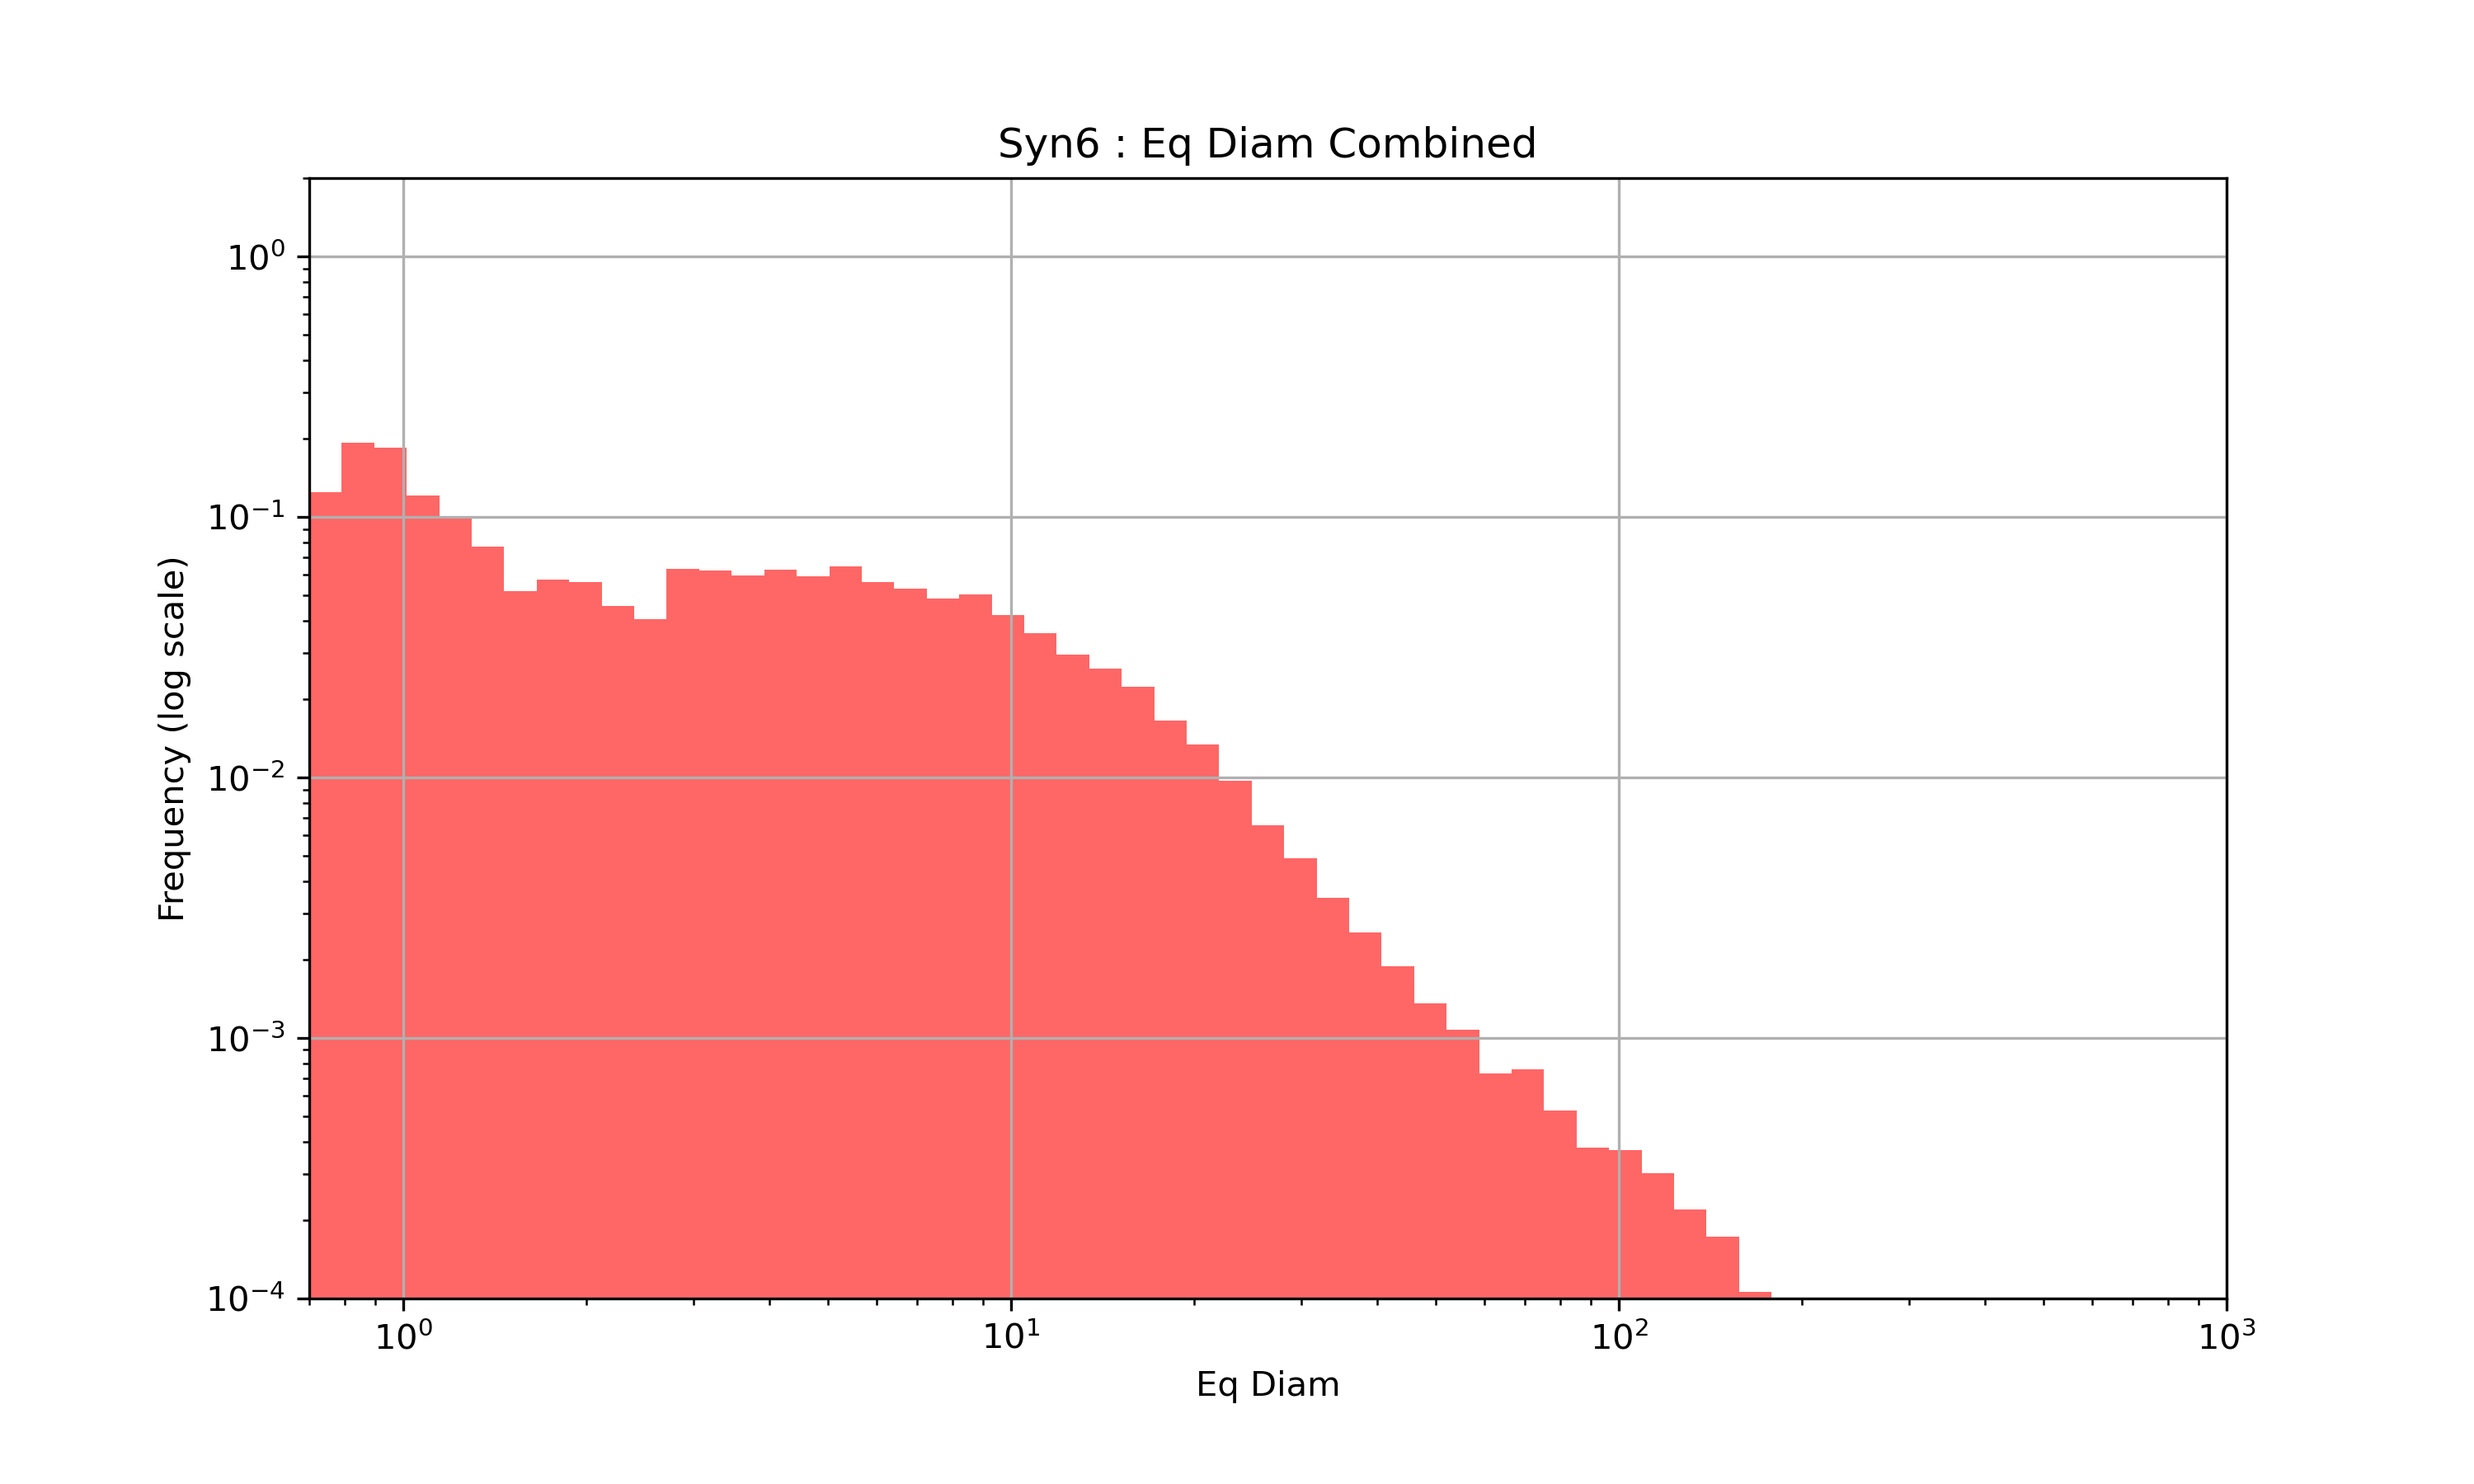 Syn6 : Eq Diam Combined
Frequency (log scale)
10⁰
10⁻¹
10⁻²
10⁻³
10⁻⁴
10⁰ 10¹ 10² 10³
Eq Diam